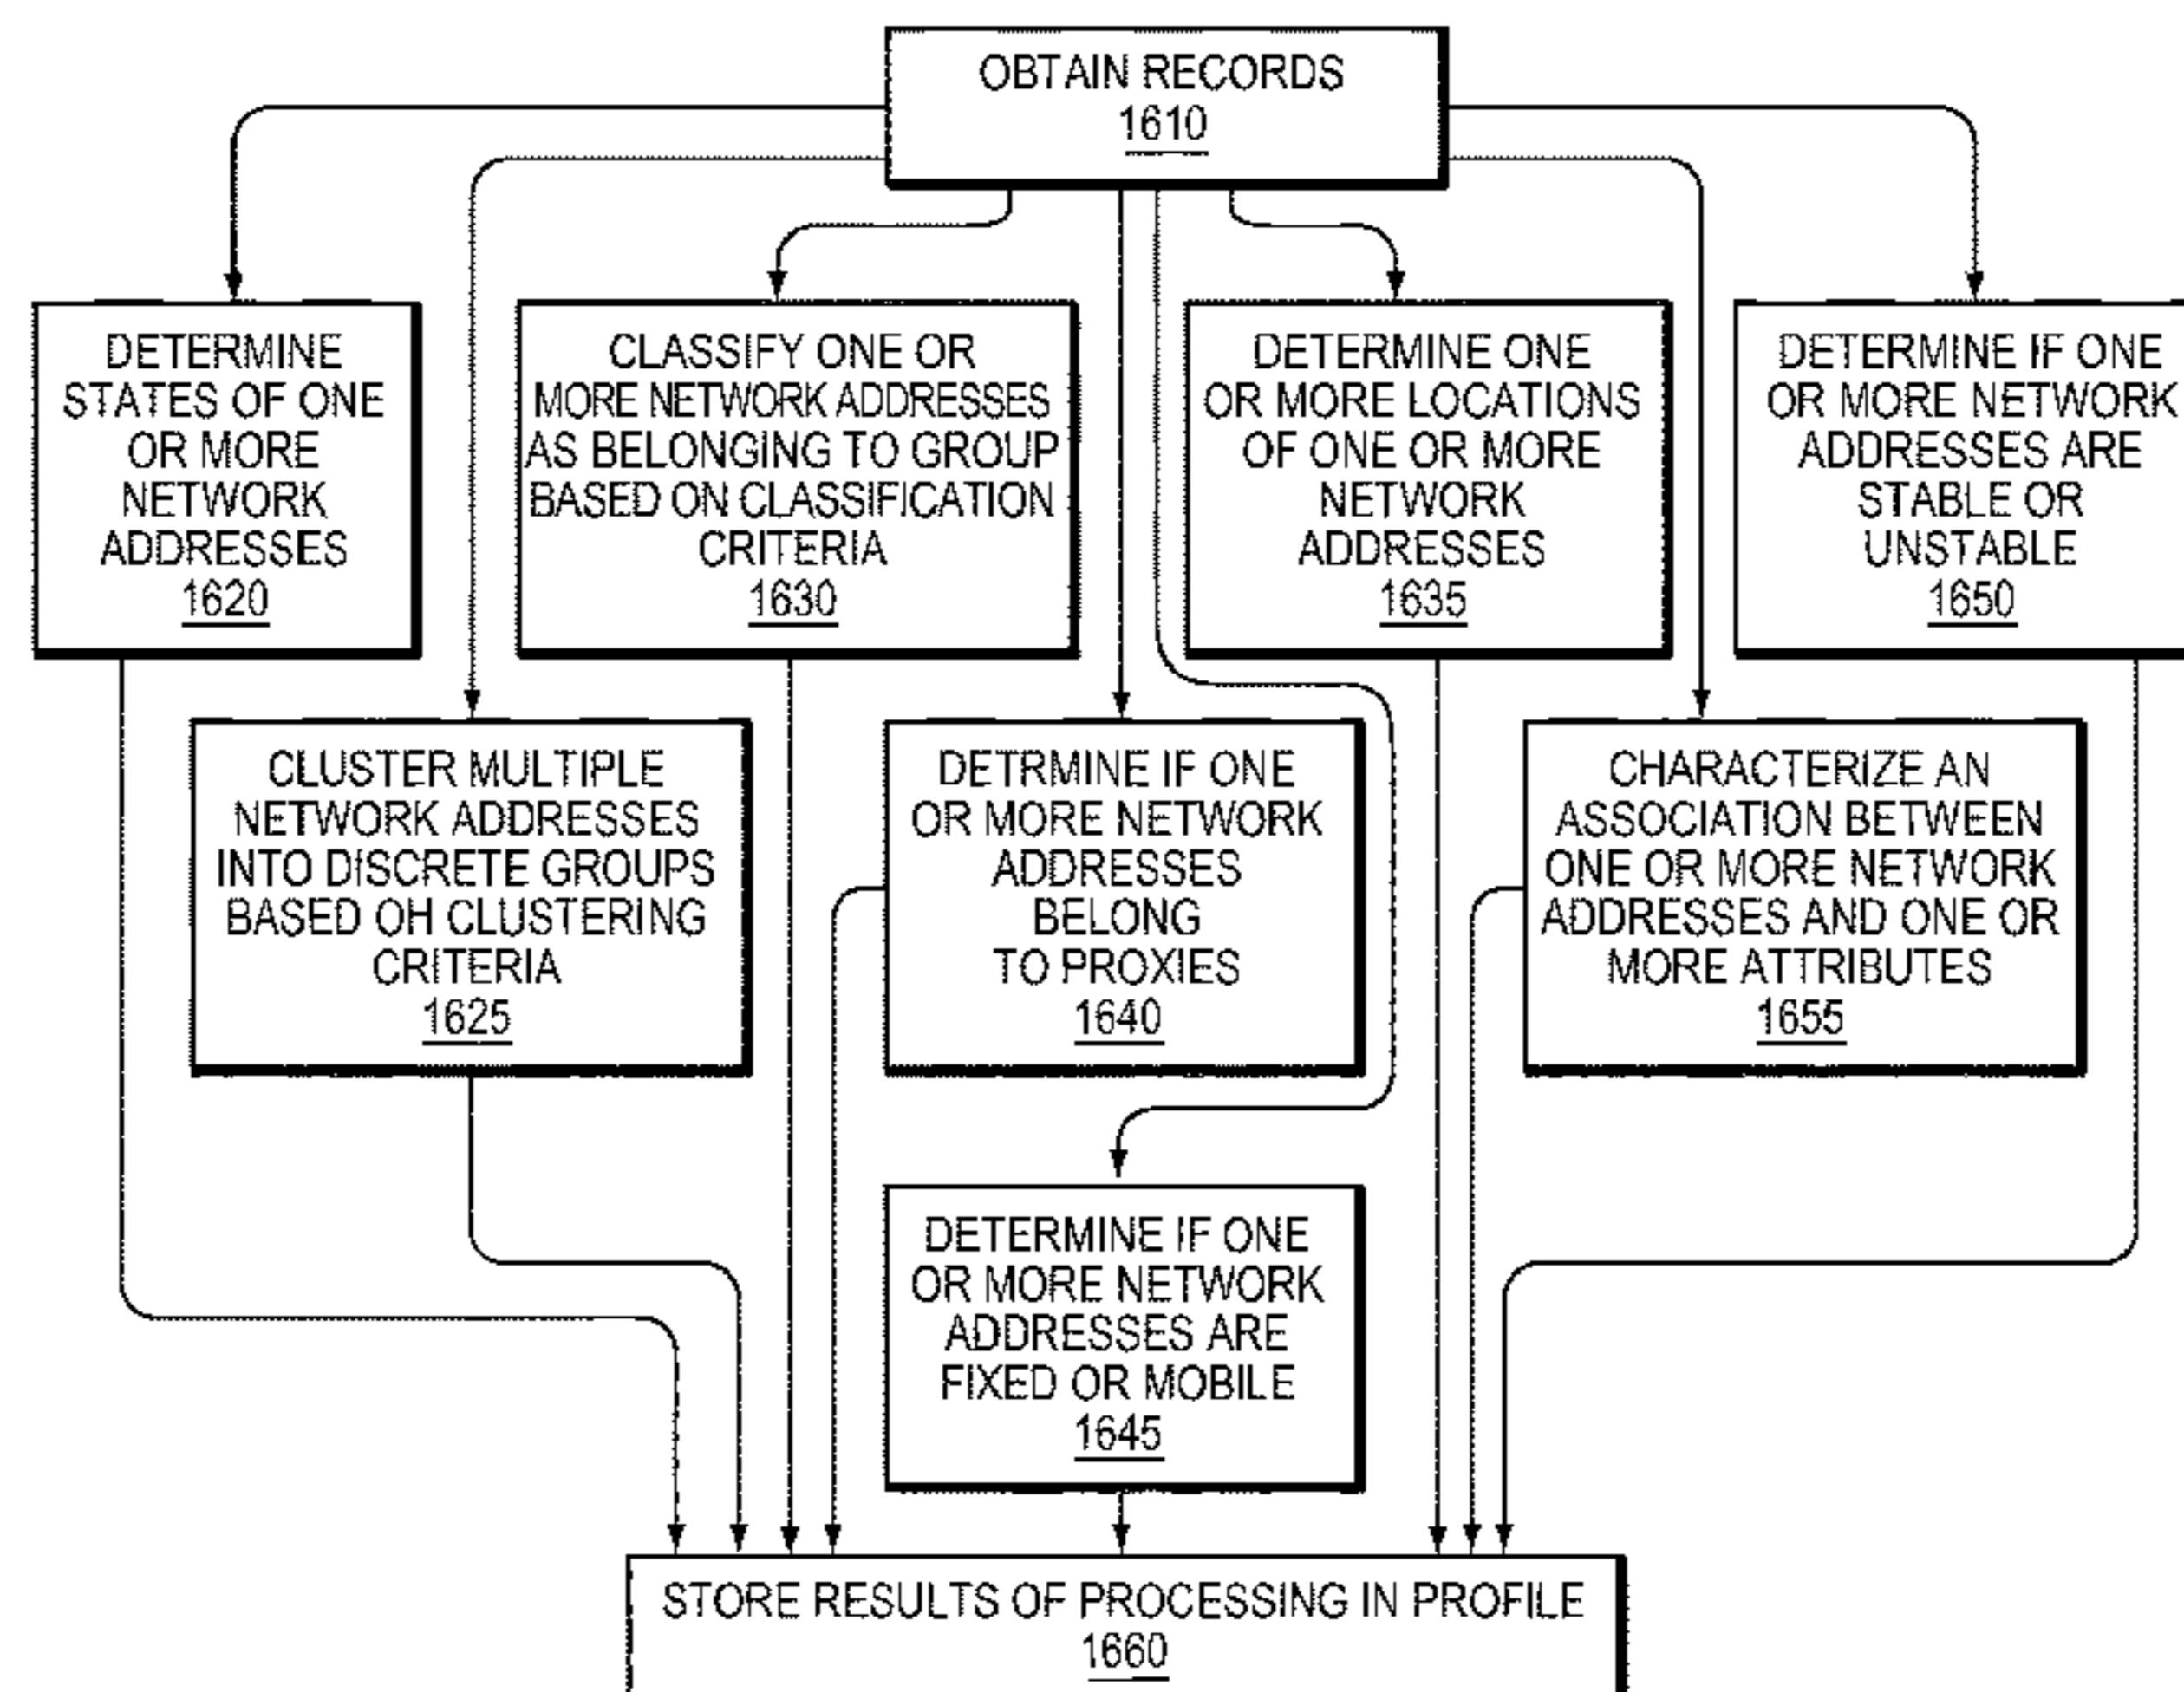 OBTAIN RECORDS
1610
DETERMINE
STATES OF ONE
OR MORE
NETWORK
ADDRESSES
1620
CLASSIFY ONE OR
MORE NETWORK ADDRESSES
AS BELONGING TO GROUP
BASED ON CLASSIFICATION
CRITERIA
1630
DETERMINE ONE
OR MORE LOCATIONS
OF ONE OR MORE
NETWORK
ADDRESSES
1635
DETERMINE IF ONE
OR MORE NETWORK
ADDRESSES ARE
STABLE OR
UNSTABLE
1650
CLUSTER MULTIPLE
NETWORK ADDRESSES
INTO DISCRETE GROUPS
BASED OH CLUSTERING
CRITERIA
1625
DETRMINE IF ONE
OR MORE NETWORK
ADDRESSES
BELONG
TO PROXIES
1640
CHARACTERIZE AN
ASSOCIATION BETWEEN
ONE OR MORE NETWORK
ADDRESSES AND ONE OR
MORE ATTRIBUTES
1655
DETERMINE IF ONE
OR MORE NETWORK
ADDRESSES ARE
FIXED OR MOBILE
1645
STORE RESULTS OF PROCESSING IN PROFILE
1660